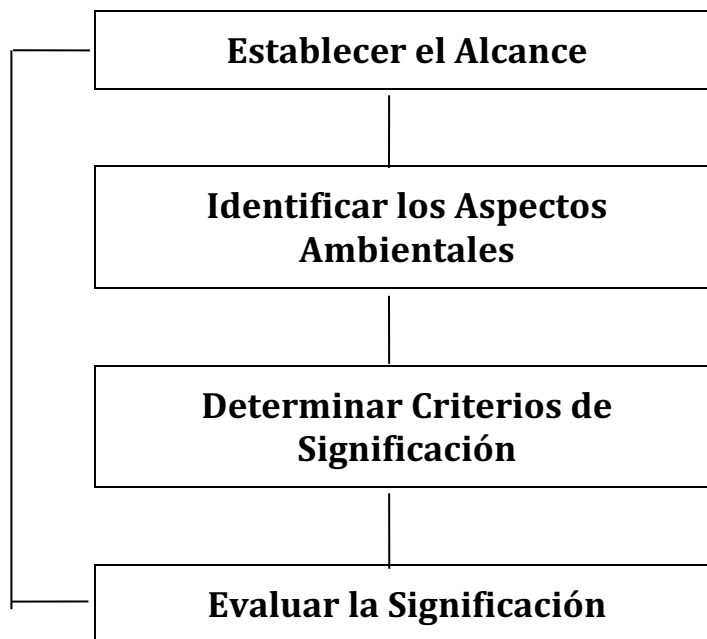 Establecer el Alcance
Identificar los Aspectos
Ambientales
Determinar Criterios de
Significación
Evaluar la Significación